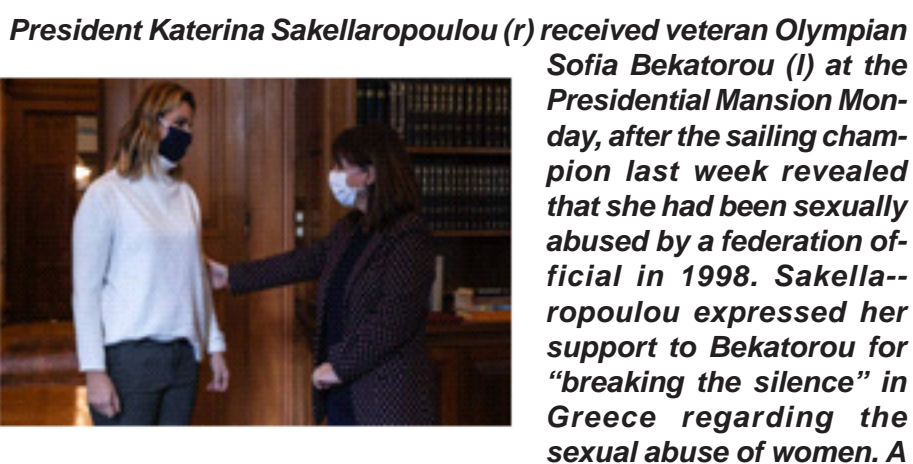 President Katerina Sakellaropoulou (r) received veteran Olympian
Sofia Bekatorou (l) at the
Presidential Mansion Mon-
day, after the sailing cham-
pion last week revealed
that she had been sexually
abused by a federation of-
ficial in 1998. Sakella--
ropoulou expressed her
support to Bekatorou for
“breaking the silence” in
Greece regarding the
sexual abuse of women. A